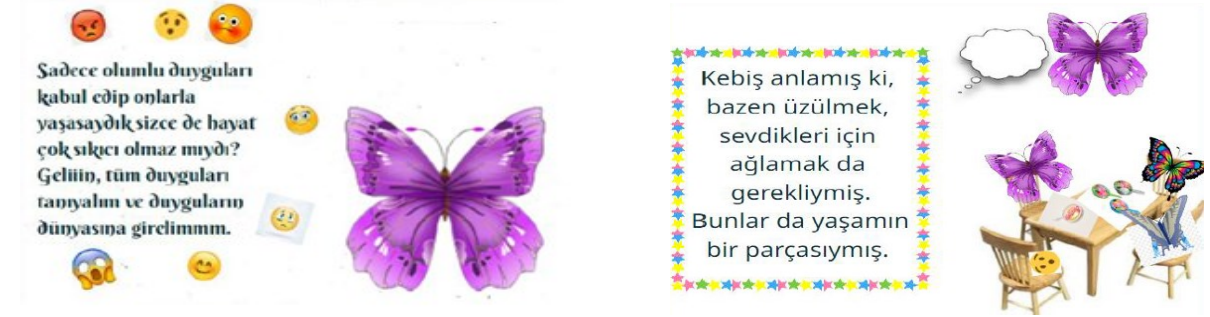 Sadece olumlu duyguları
kabul edip onlarla
yaşasaydık sizce de hayat
çok sıkıcı olmaz mıydı?
Geliiin, tüm duyguları
tanıyalım ve duyguların
dünyasına girelimmm.
Kebiş anlamış ki,
bazen üzülmek,
sevdikleri için
ağlamak da
gerekliymiş.
Bunlar da yaşamın
bir parçasıymış.